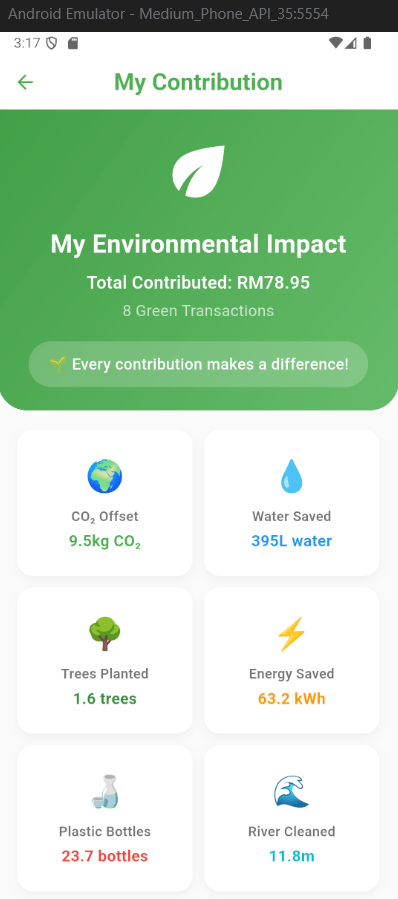 Android Emulator - Medium_Phone_API_35:5554
3:17
My Contribution
My Environmental Impact
Total Contributed: RM78.95
8 Green Transactions
🌱 Every contribution makes a difference!
CO₂ Offset
9.5kg CO₂
Water Saved
395L water
Trees Planted
1.6 trees
Energy Saved
63.2 kWh
Plastic Bottles
23.7 bottles
River Cleaned
11.8m